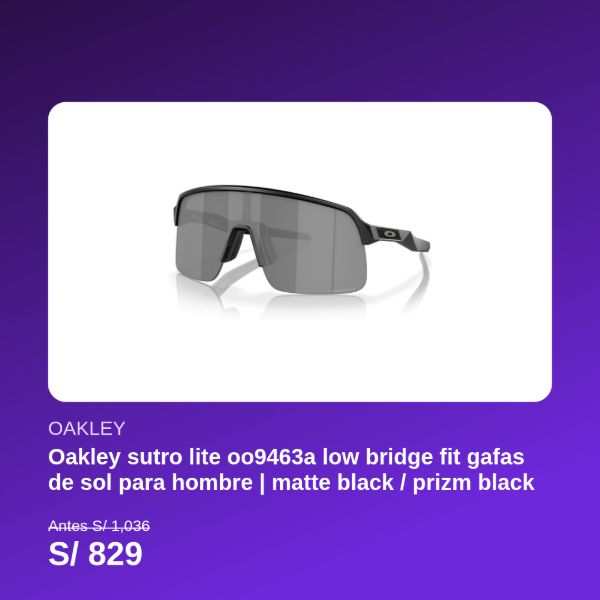 OAKLEY
Oakley sutro lite oo9463a low bridge fit gafas
de sol para hombre | matte black / prizm black
Antes S/ 1,036
S/ 829